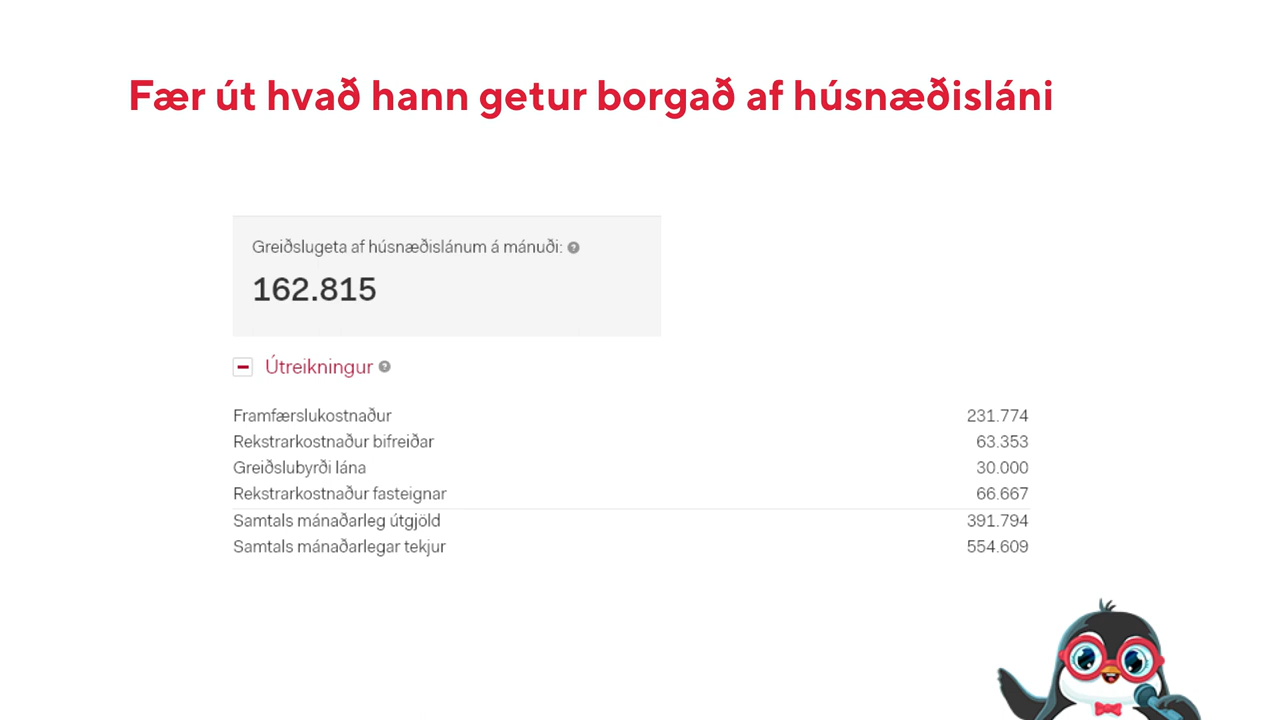 Fær út hvað hann getur borgað af húsnæðisláni
Greiðslugeta af húsnæðislánum á mánuði: ?
162.815
Útreikningur ?
Framfærslukostnaður 231.774
Rekstrarkostnaður bifreiðar 63.353
Greiðslubyrði lána 30.000
Rekstrarkostnaður fasteignar 66.667
Samtals mánaðarleg útgjöld 391.794
Samtals mánaðarlegar tekjur 554.609